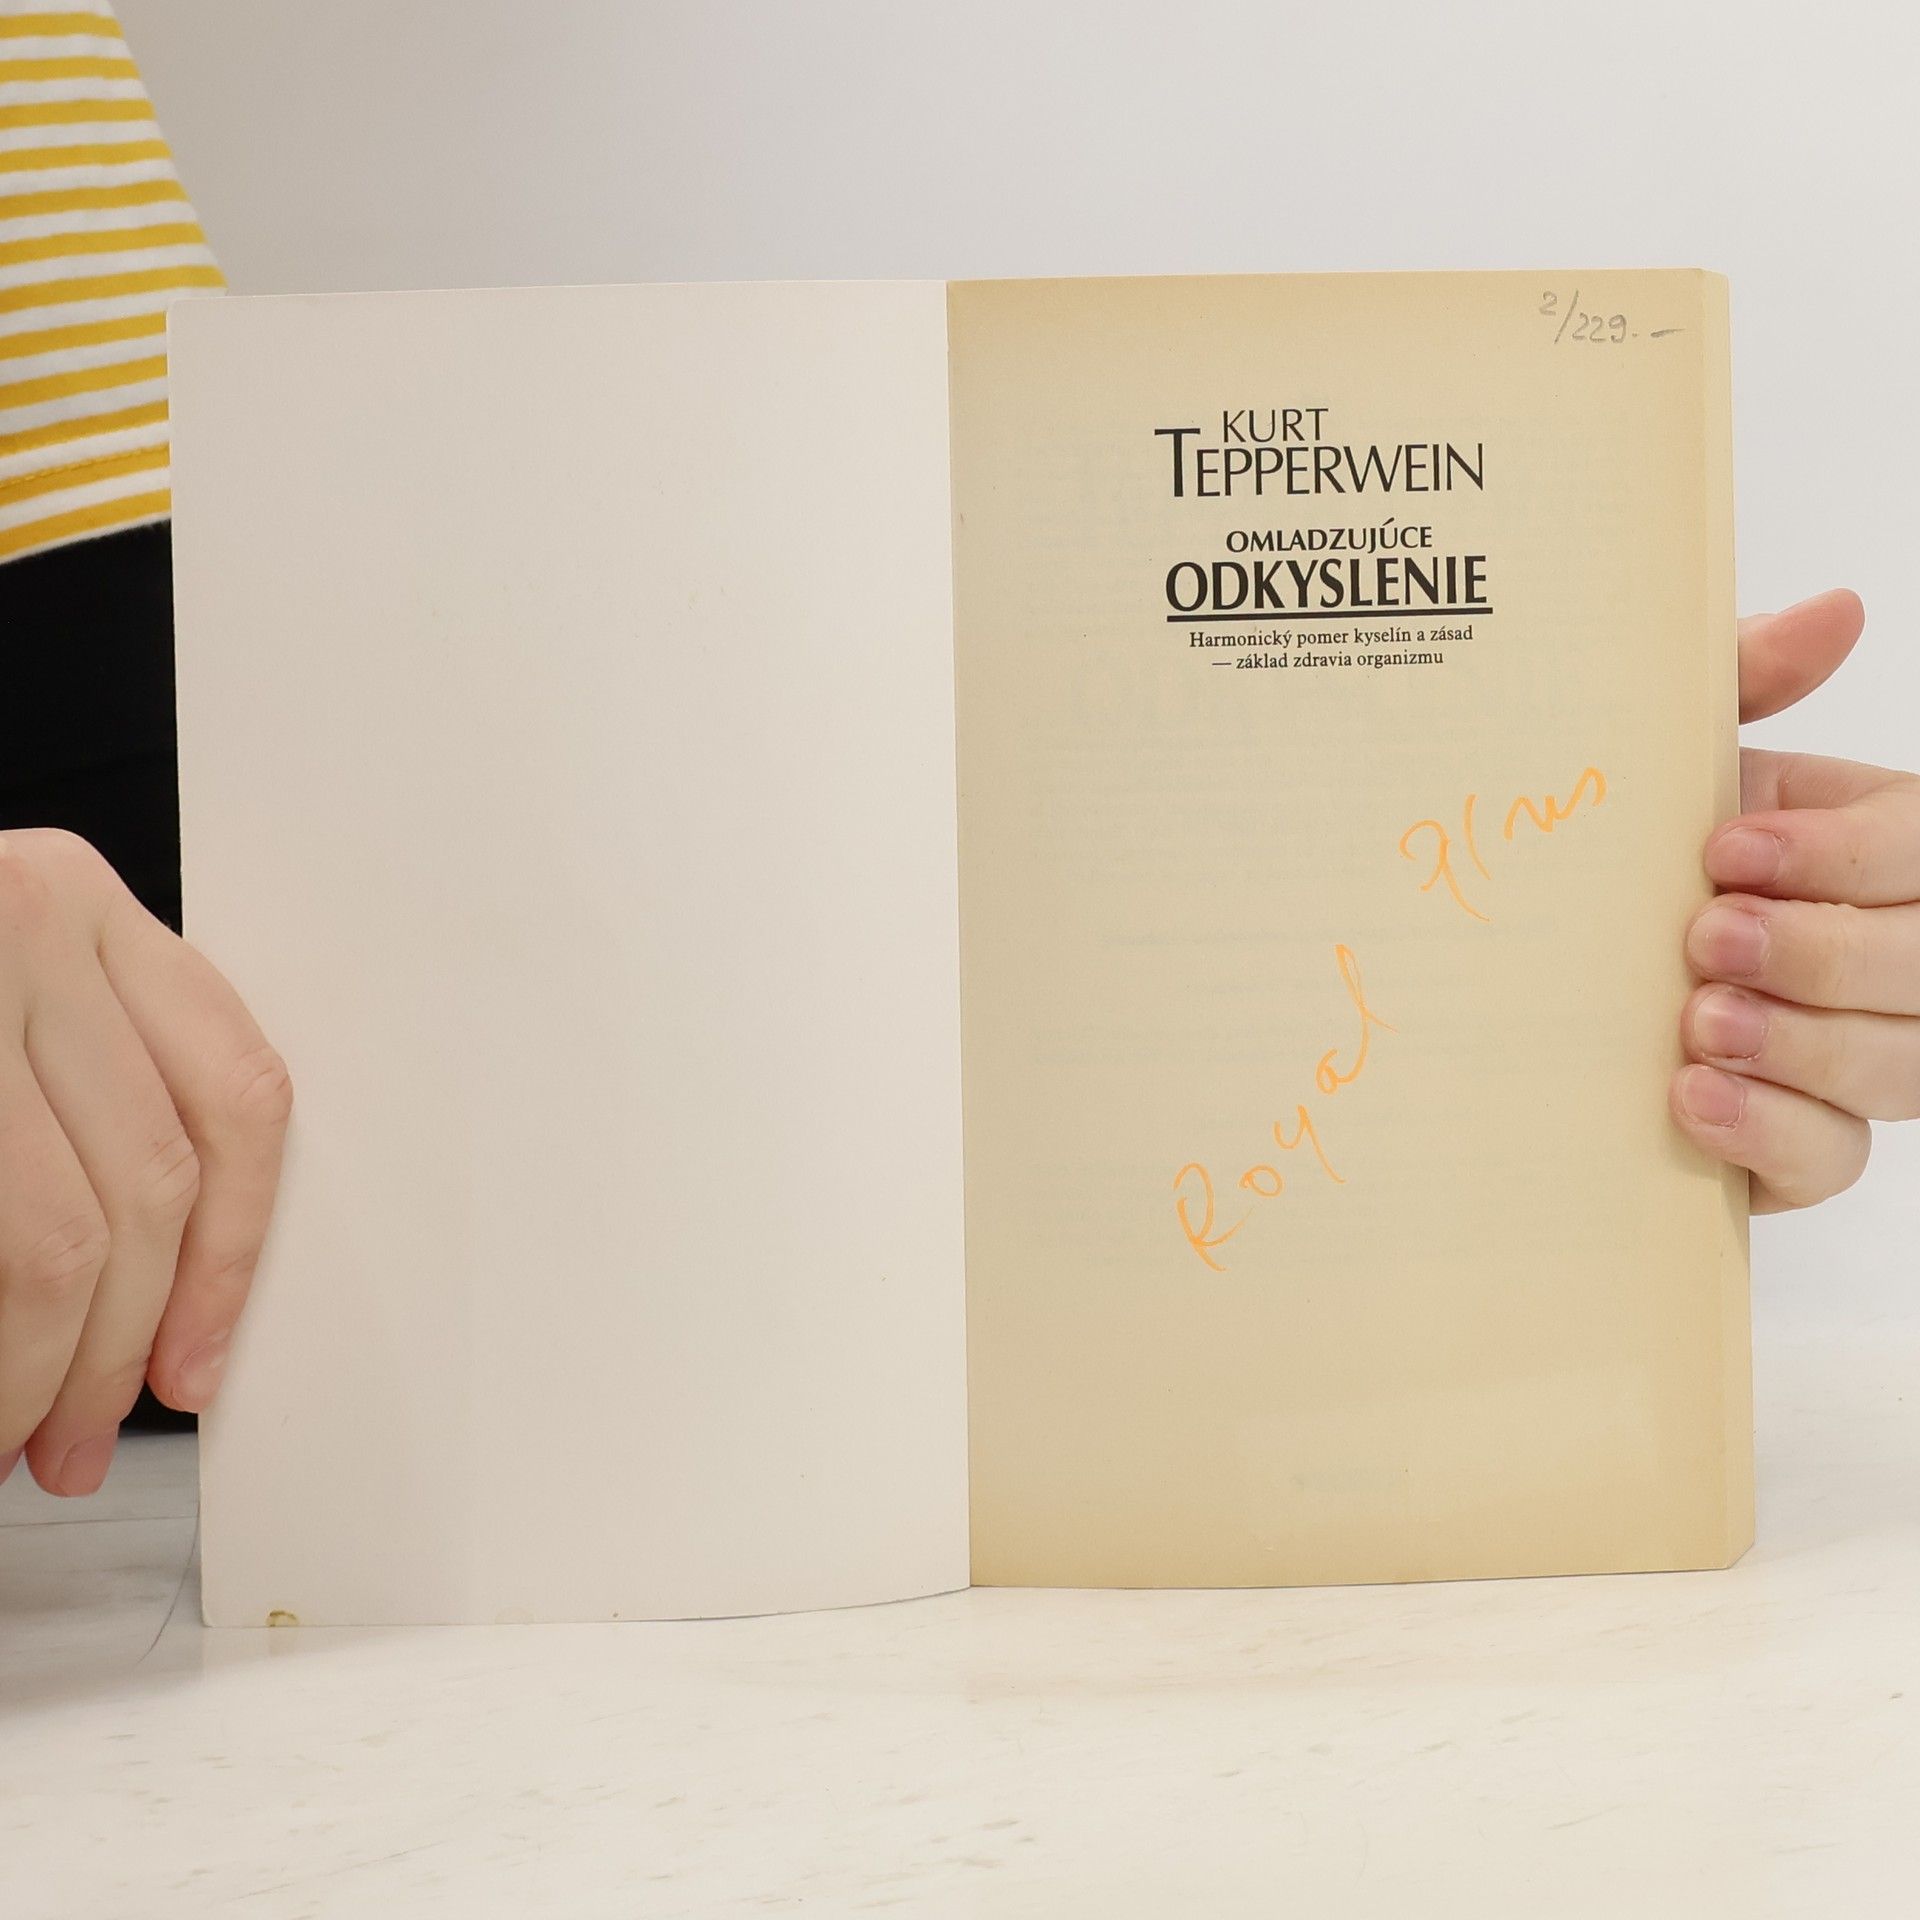 2/229.-
KURT
TEPPERWEIN
OMLADZUJÚCE
ODKYSLENIE
Harmonický pomer kyselín a zásad
— základ zdravia organizmu
Royal